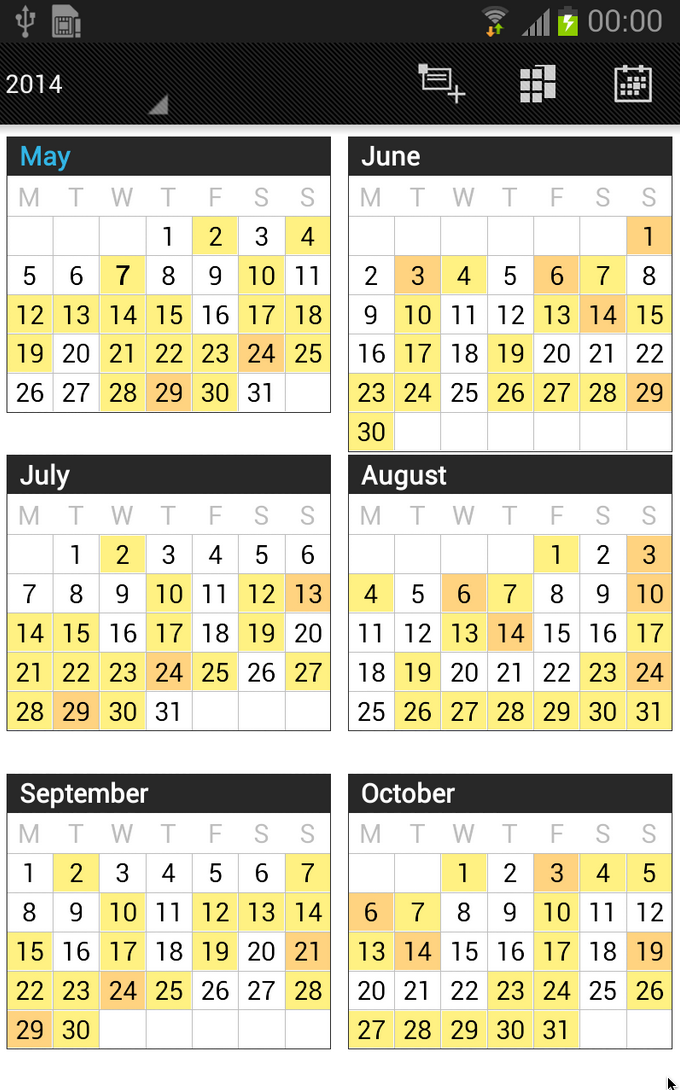 00:00
2014
May
M T W T F S S
1 2 3 4
5 6 7 8 9 10 11
12 13 14 15 16 17 18
19 20 21 22 23 24 25
26 27 28 29 30 31
June
M T W T F S S
1
2 3 4 5 6 7 8
9 10 11 12 13 14 15
16 17 18 19 20 21 22
23 24 25 26 27 28 29
30
July
M T W T F S S
1 2 3 4 5 6
7 8 9 10 11 12 13
14 15 16 17 18 19 20
21 22 23 24 25 26 27
28 29 30 31
August
M T W T F S S
1 2 3
4 5 6 7 8 9 10
11 12 13 14 15 16 17
18 19 20 21 22 23 24
25 26 27 28 29 30 31
September
M T W T F S S
1 2 3 4 5 6 7
8 9 10 11 12 13 14
15 16 17 18 19 20 21
22 23 24 25 26 27 28
29 30
October
M T W T F S S
1 2 3 4 5
6 7 8 9 10 11 12
13 14 15 16 17 18 19
20 21 22 23 24 25 26
27 28 29 30 31